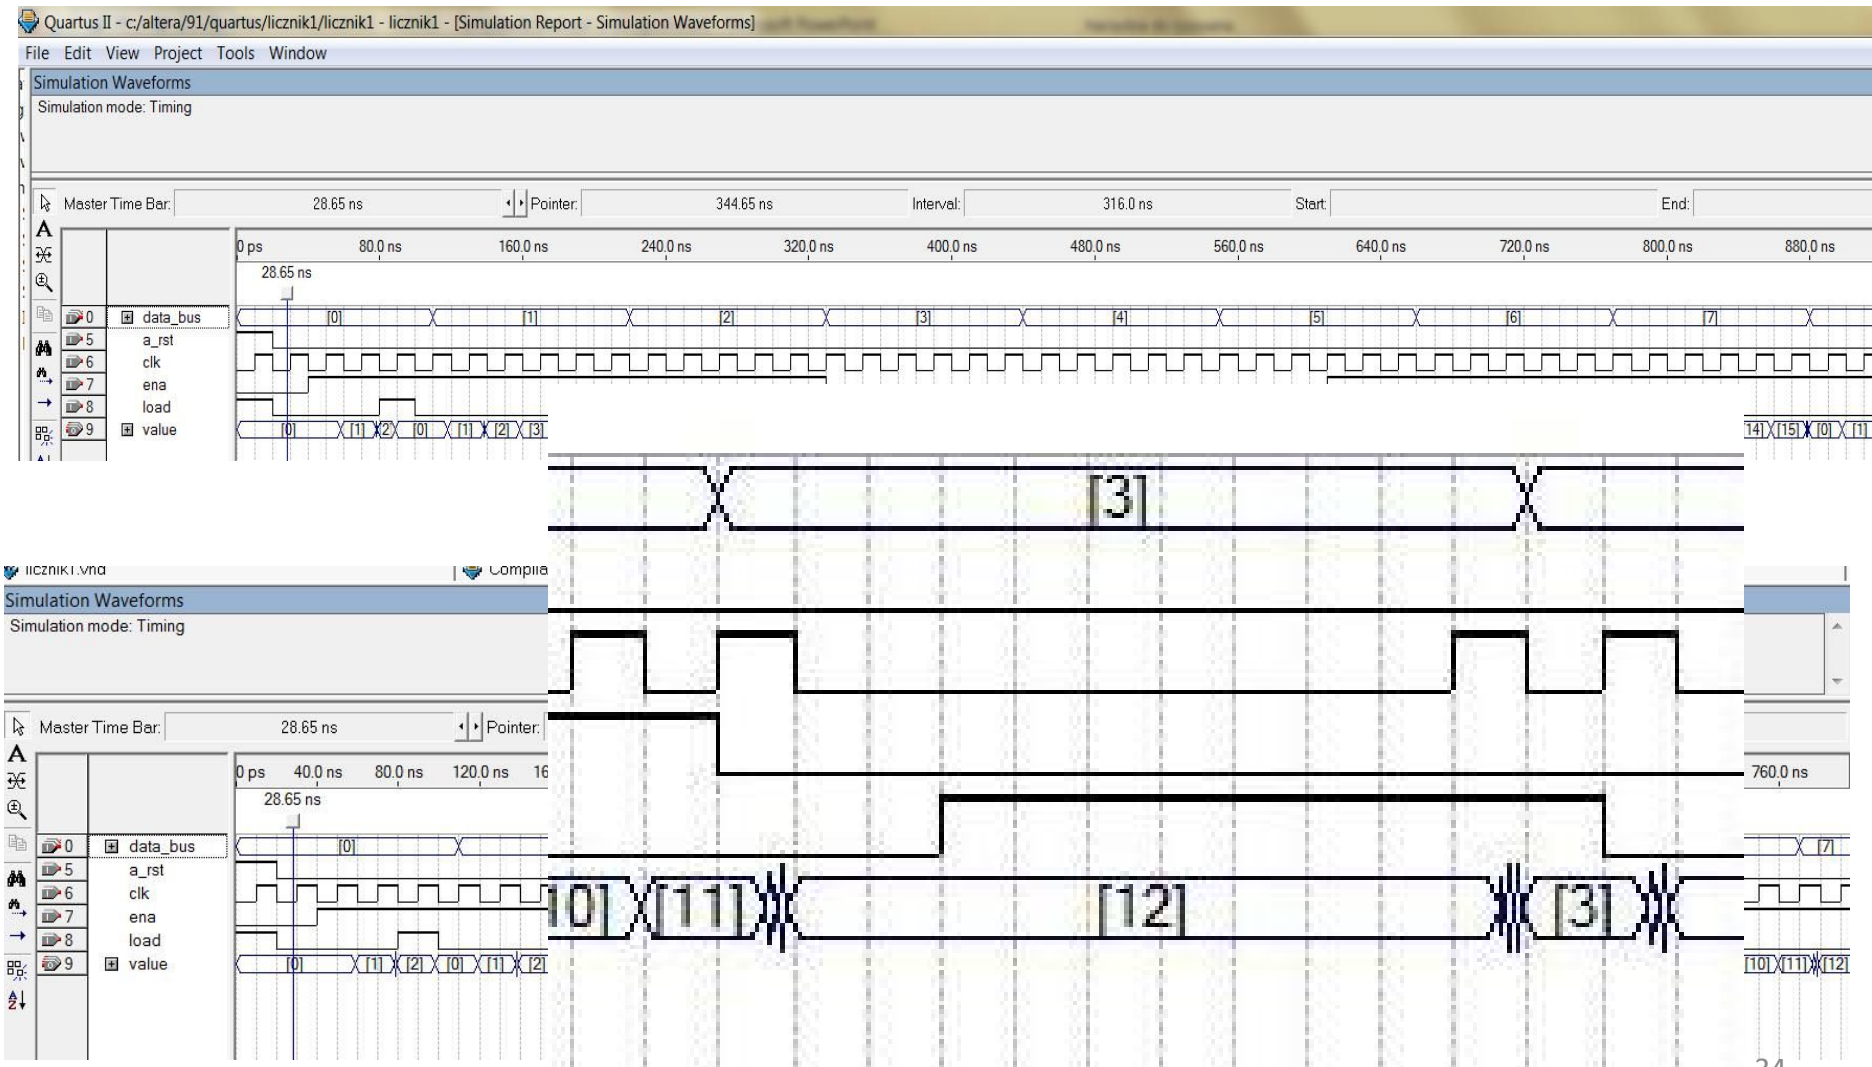 Quartus II - c:/altera/91/quartus/licznik1/licznik1 - licznik1 - [Simulation Report - Simulation Waveforms]
File Edit View Project Tools Window
Simulation Waveforms
Simulation mode: Timing
Master Time Bar: 28.65 ns Pointer: 344.65 ns Interval: 316.0 ns Start: End:
0 ps 80.0 ns 160.0 ns 240.0 ns 320.0 ns 400.0 ns 480.0 ns 560.0 ns 640.0 ns 720.0 ns 800.0 ns 880.0 ns
28.65 ns
0 data_bus [0] [1] [2] [3] [4] [5] [6] [7]
5 a_rst
6 clk
7 ena
8 load
9 value [0] [1] [2] [0] [1] [2] [3] 14] [15] [0] [1]
[3]
licznik1.vhd Compila
Simulation Waveforms
Simulation mode: Timing
Master Time Bar: 28.65 ns Pointer:
0 ps 40.0 ns 80.0 ns 120.0 ns 16 760.0 ns
28.65 ns
0 data_bus [0] [7]
5 a_rst
6 clk
7 ena
8 load
10] [11] [12] [3]
9 value [0] [1] [2] [0] [1] [2] [10] [11] [12]